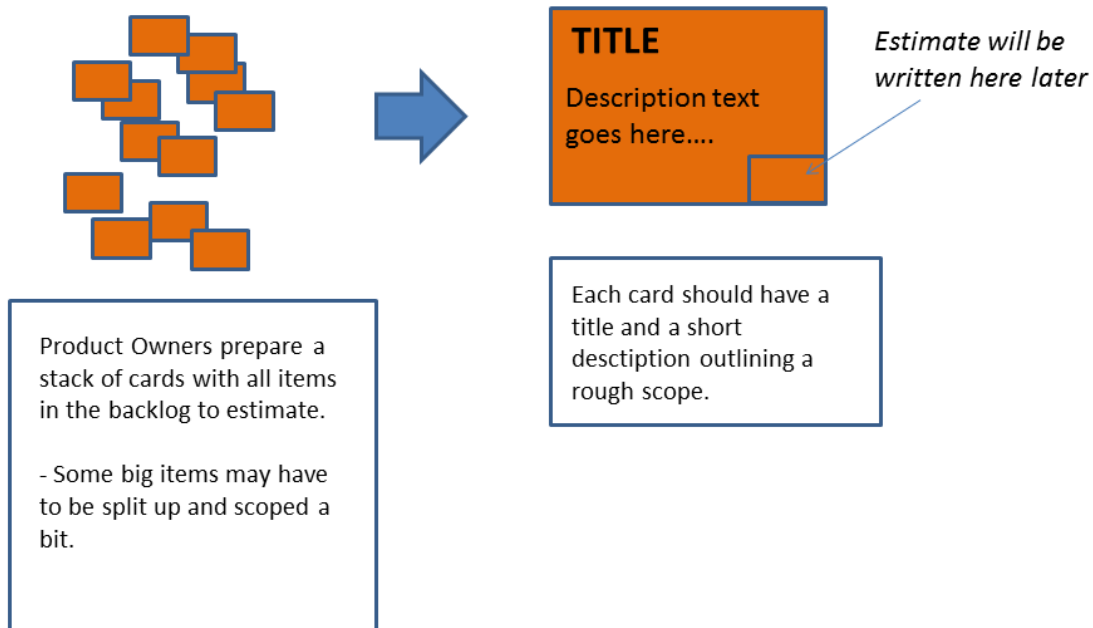 TITLE
Description text
goes here....
Estimate will be
written here later
Product Owners prepare a
stack of cards with all items
in the backlog to estimate.
- Some big items may have
to be split up and scoped a
bit.
Each card should have a
title and a short
desctiption outlining a
rough scope.